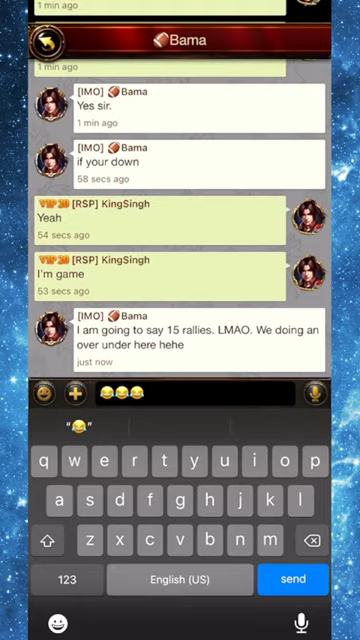 1 min ago
🏈Bama
1 min ago
[IMO] 🏈Bama
Yes sir.
1 min ago
[IMO] 🏈Bama
if your down
58 secs ago
VIP 20 [RSP] KingSingh
Yeah
54 secs ago
VIP 20 [RSP] KingSingh
I'm game
53 secs ago
[IMO] 🏈Bama
I am going to say 15 rallies. LMAO. We doing an
over under here hehe
just now
😂😂😂
“😂”
q w e r t y u i o p
a s d f g h j k l
z x c v b n m
123 English (US) send